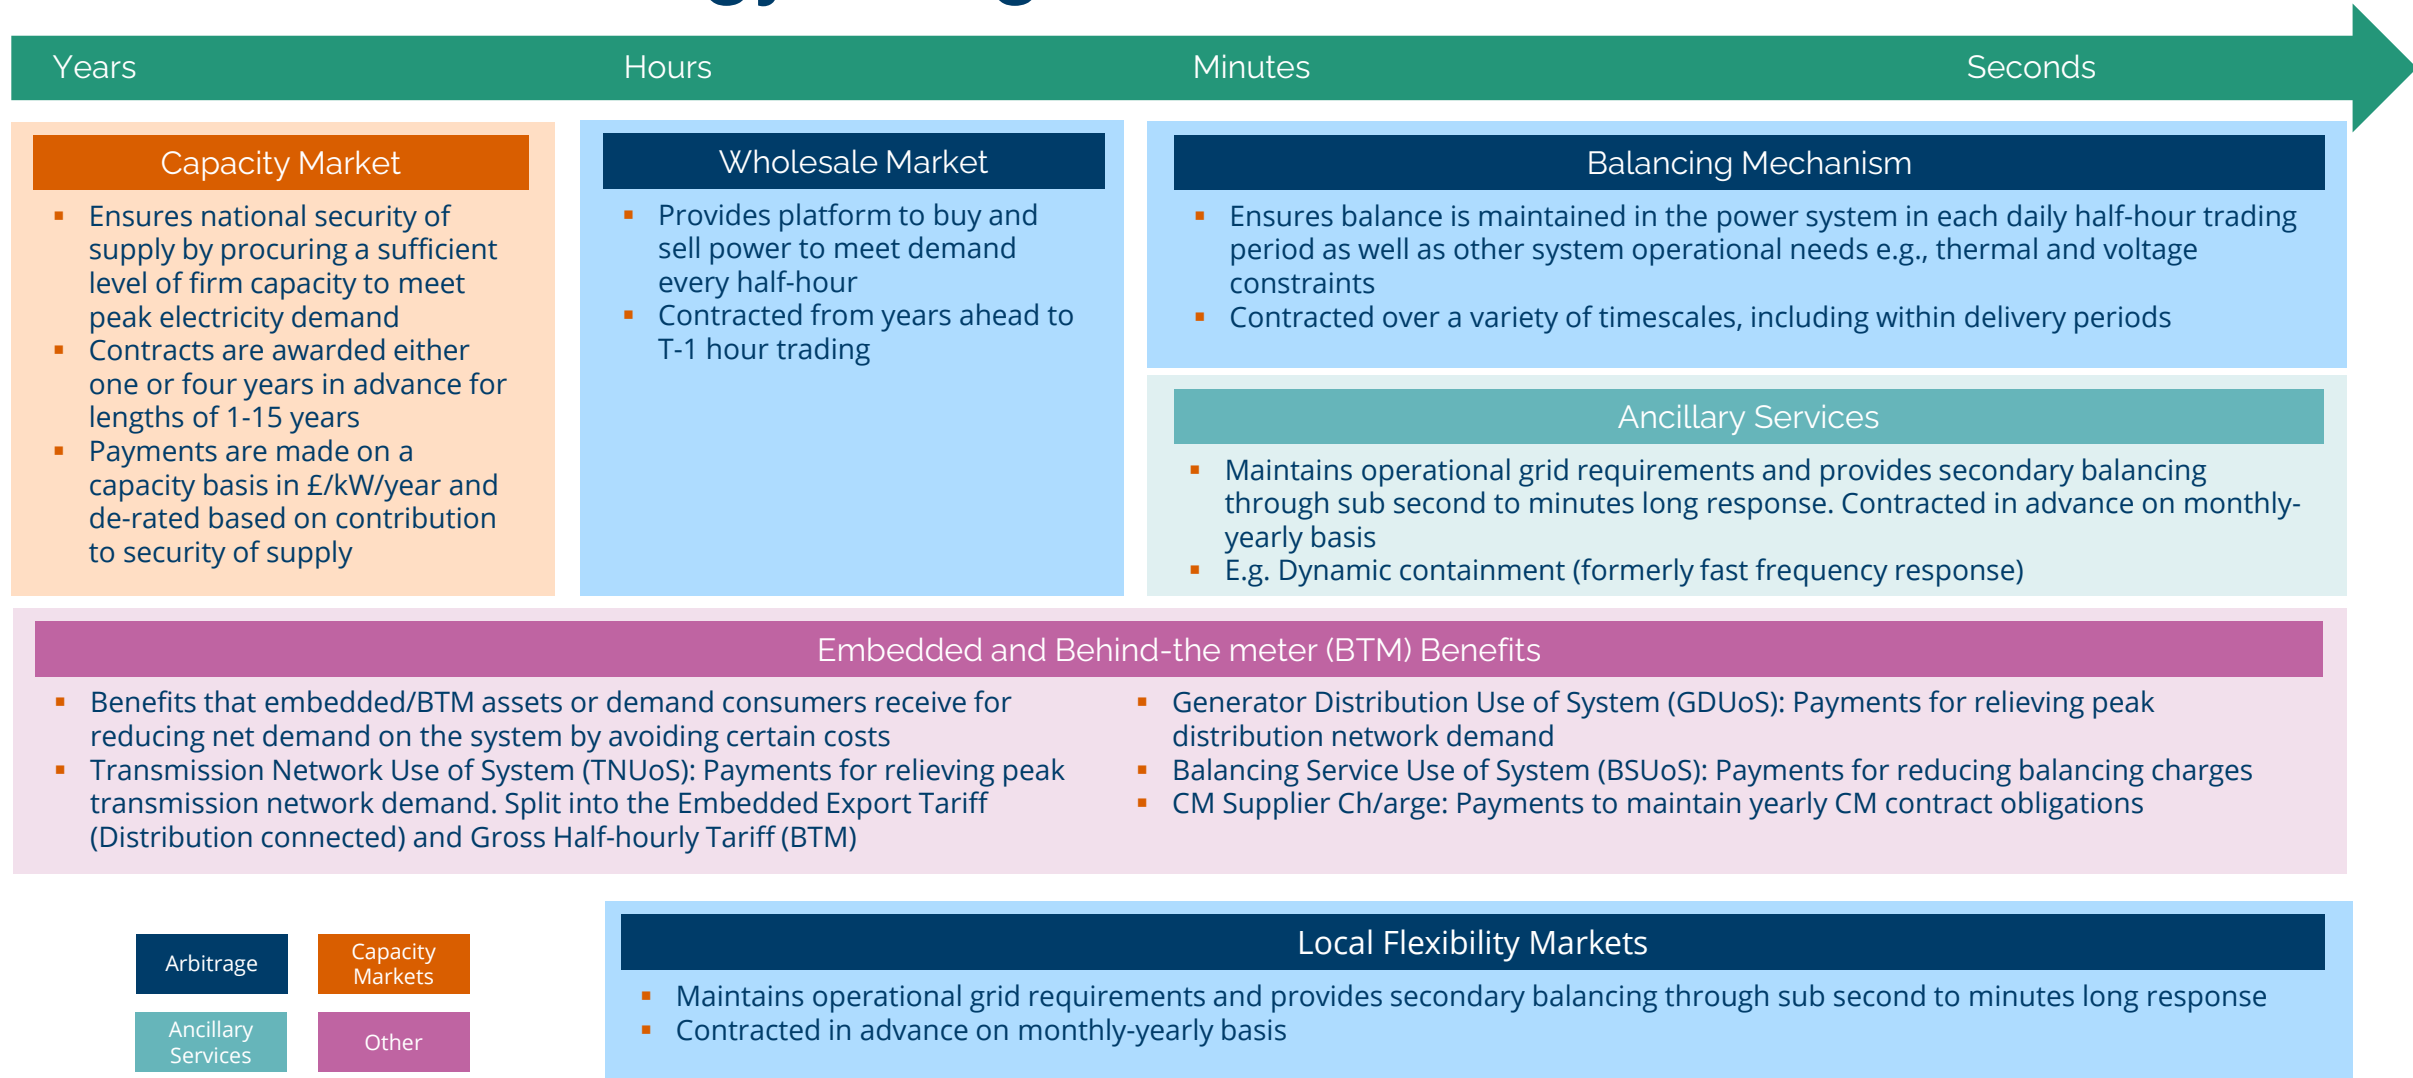 Years
Hours
Minutes
Seconds
Capacity Market
▪ Ensures national security of
supply by procuring a sufficient
level of firm capacity to meet
peak electricity demand
▪ Contracts are awarded either
one or four years in advance for
lengths of 1-15 years
▪ Payments are made on a
capacity basis in £/kW/year and
de-rated based on contribution
to security of supply
Wholesale Market
▪ Provides platform to buy and
sell power to meet demand
every half-hour
▪ Contracted from years ahead to
T-1 hour trading
Balancing Mechanism
▪ Ensures balance is maintained in the power system in each daily half-hour trading
period as well as other system operational needs e.g., thermal and voltage
constraints
▪ Contracted over a variety of timescales, including within delivery periods
Ancillary Services
▪ Maintains operational grid requirements and provides secondary balancing
through sub second to minutes long response. Contracted in advance on monthly-
yearly basis
▪ E.g. Dynamic containment (formerly fast frequency response)
Embedded and Behind-the meter (BTM) Benefits
▪ Benefits that embedded/BTM assets or demand consumers receive for
reducing net demand on the system by avoiding certain costs
▪ Transmission Network Use of System (TNUoS): Payments for relieving peak
transmission network demand. Split into the Embedded Export Tariff
(Distribution connected) and Gross Half-hourly Tariff (BTM)
▪ Generator Distribution Use of System (GDUoS): Payments for relieving peak
distribution network demand
▪ Balancing Service Use of System (BSUoS): Payments for reducing balancing charges
▪ CM Supplier Ch/arge: Payments to maintain yearly CM contract obligations
Arbitrage
Capacity
Markets
Ancillary
Services
Other
Local Flexibility Markets
▪ Maintains operational grid requirements and provides secondary balancing through sub second to minutes long response
▪ Contracted in advance on monthly-yearly basis